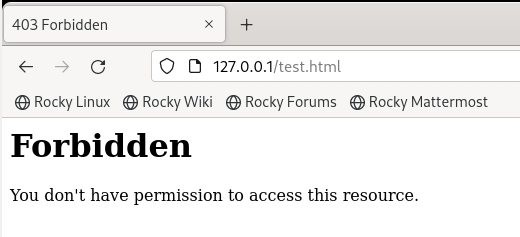 403 Forbidden
127.0.0.1/test.html
Rocky Linux Rocky Wiki Rocky Forums Rocky Mattermost
Forbidden
You don't have permission to access this resource.